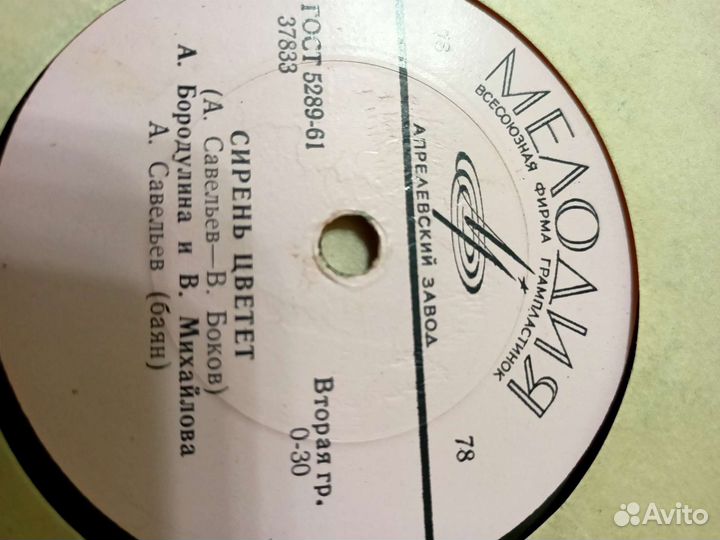 МЕЛОДИЯ
ВСЕСОЮЗНАЯ ФИРМА ГРАМПЛАСТИНОК
78
78
АПРЕЛЕВСКИЙ ЗАВОД
ГОСТ 5289-61
37833
Вторая гр.
0-30
СИРЕНЬ ЦВЕТЕТ
(А. Савельев—В. Боков)
А. Бородулина и В. Михайлова
А. Савельев (баян)
Avito